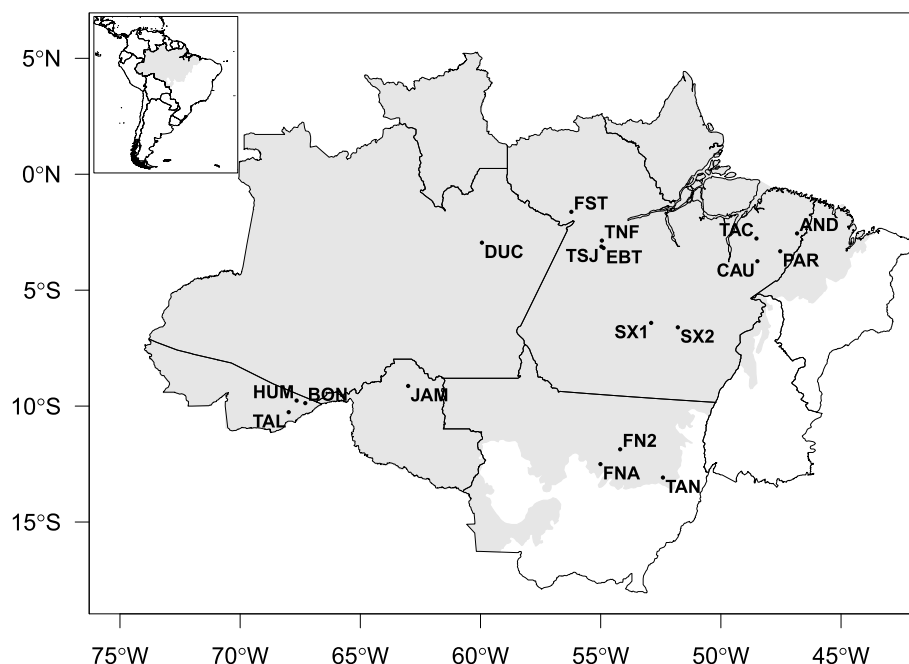 5°N
0°N
5°S
10°S
15°S
FST
TNF
TSJ
EBT
DUC
TAC
AND
CAU
PAR
SX1
SX2
HUM
BON
TAL
JAM
FN2
FNA
TAN
75°W
70°W
65°W
60°W
55°W
50°W
45°W